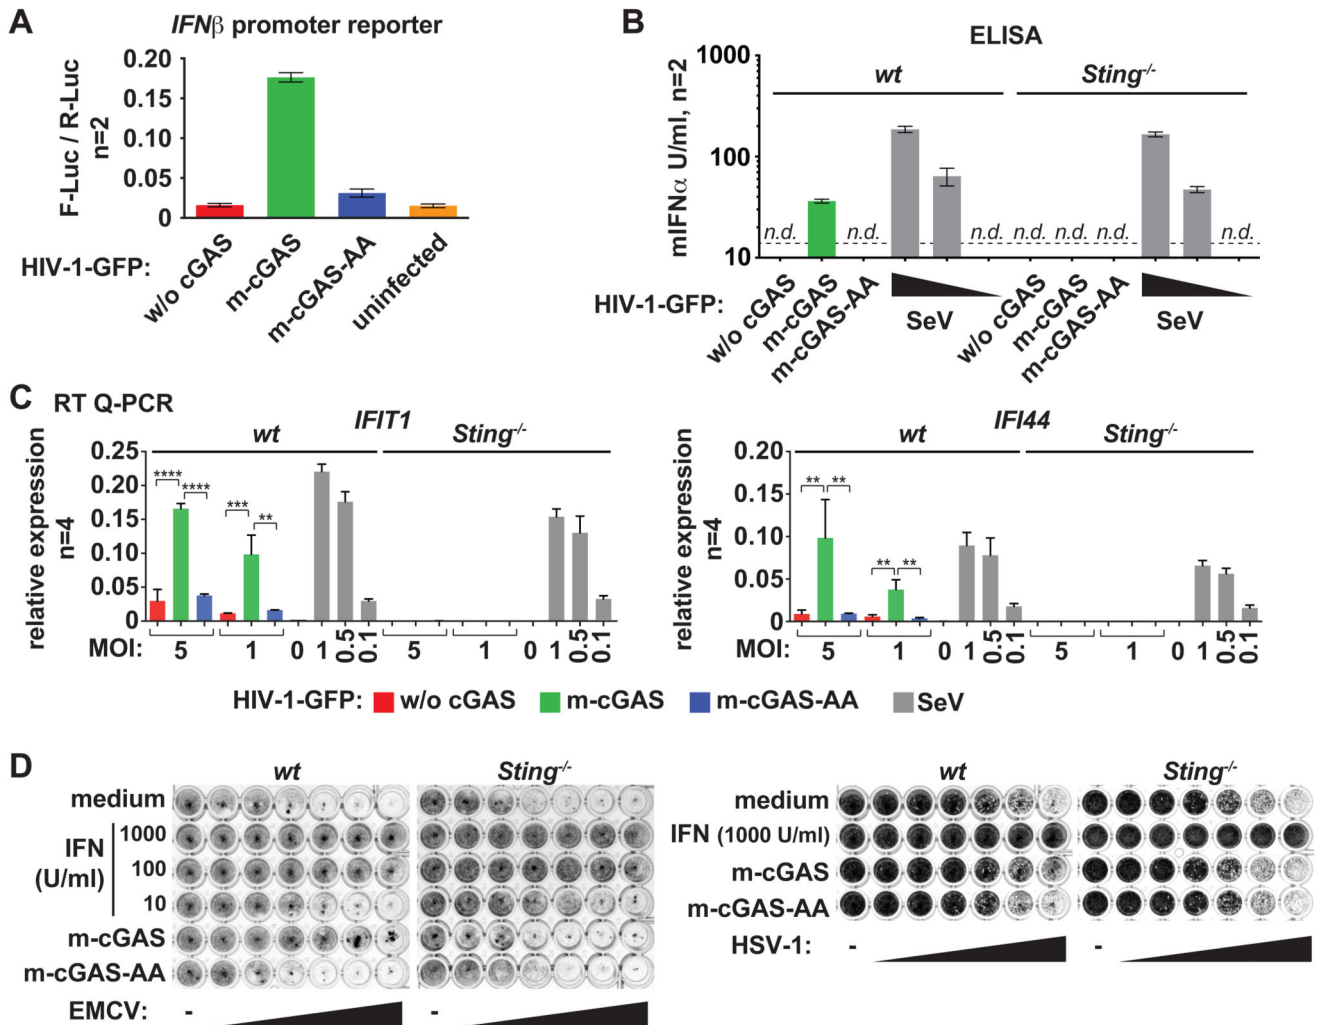 A
IFNβ promoter reporter
F-Luc / R-Luc
n=2
0.20
0.15
0.10
0.05
0
HIV-1-GFP:
w/o cGAS
m-cGAS
m-cGAS-AA
uninfected
B
ELISA
mIFNα U/ml, n=2
1000
100
10
wt
Sting-/-
n.d. n.d. n.d. n.d. n.d. n.d. n.d.
HIV-1-GFP:
w/o cGAS
m-cGAS
m-cGAS-AA
SeV
w/o cGAS
m-cGAS
m-cGAS-AA
SeV
C
RT Q-PCR
IFIT1
wt
Sting-/-
relative expression
n=4
0.25
0.20
0.15
0.10
0.05
0
**** **** *** **
MOI: 5 1 0 1 0.5 0.1 5 1 0 1 0.5 0.1
IFI44
wt
Sting-/-
relative expression
n=4
0.20
0.15
0.10
0.05
0
** ** ** **
MOI: 5 1 0 1 0.5 0.1 5 1 0 1 0.5 0.1
HIV-1-GFP: w/o cGAS m-cGAS m-cGAS-AA SeV
D
wt Sting-/-
medium
IFN
(U/ml)
1000
100
10
m-cGAS
m-cGAS-AA
EMCV: - -
wt Sting-/-
medium
IFN (1000 U/ml)
m-cGAS
m-cGAS-AA
HSV-1: - -